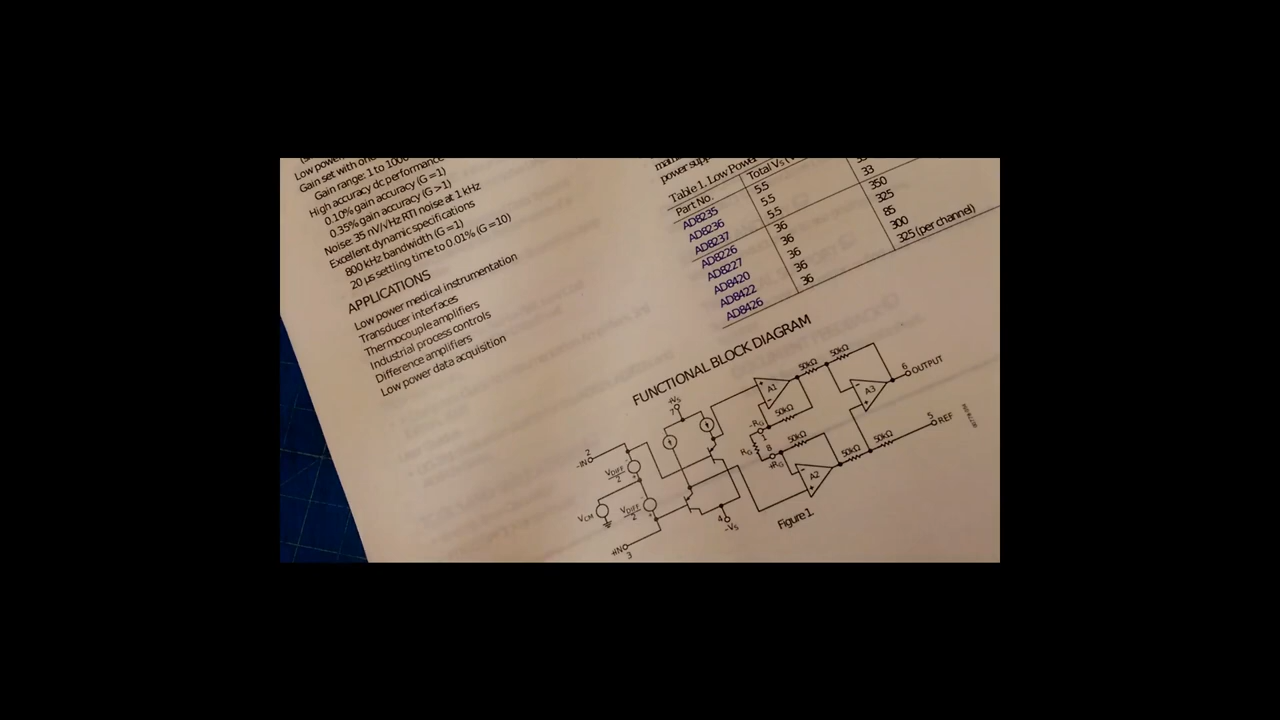 Low power
Gain set with one
Gain range: 1 to 1000
High accuracy dc performance
0.10% gain accuracy (G = 1)
0.35% gain accuracy (G > 1)
Noise: 35 nV/√Hz RTI noise at 1 kHz
Excellent dynamic specifications
800 kHz bandwidth (G = 1)
20 µs settling time to 0.01% (G = 10)
APPLICATIONS
Low power medical instrumentation
Transducer interfaces
Thermocouple amplifiers
Industrial process controls
Difference amplifiers
Low power data acquisition
power
Table 1. Low Power
Part No. Total VS (V
AD8235 5.5
AD8236 5.5 33
AD8237 5.5
AD8226 36 350
AD8227 36 325
AD8420 36 85
AD8422 36 300
AD8426 36 325 (per channel)
FUNCTIONAL BLOCK DIAGRAM
+VS
7
A1
50kΩ
50kΩ
A3
6
OUTPUT
50kΩ
–RG
1
RG
8
+RG
50kΩ
A2
50kΩ
50kΩ
5
REF
2
–IN
VDIFF
2
VCM
VDIFF
2
+IN
3
4
–VS
Figure 1.